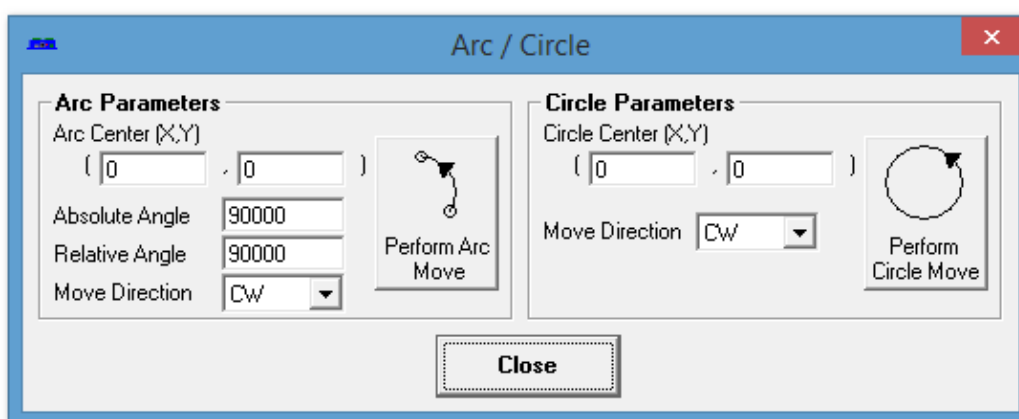 Arc / Circle
Arc Parameters
Arc Center (X,Y)
( 0 , 0 )
Absolute Angle 90000
Relative Angle 90000
Move Direction CW
Perform Arc
Move
Circle Parameters
Circle Center (X,Y)
( 0 , 0 )
Move Direction CW
Perform
Circle Move
Close